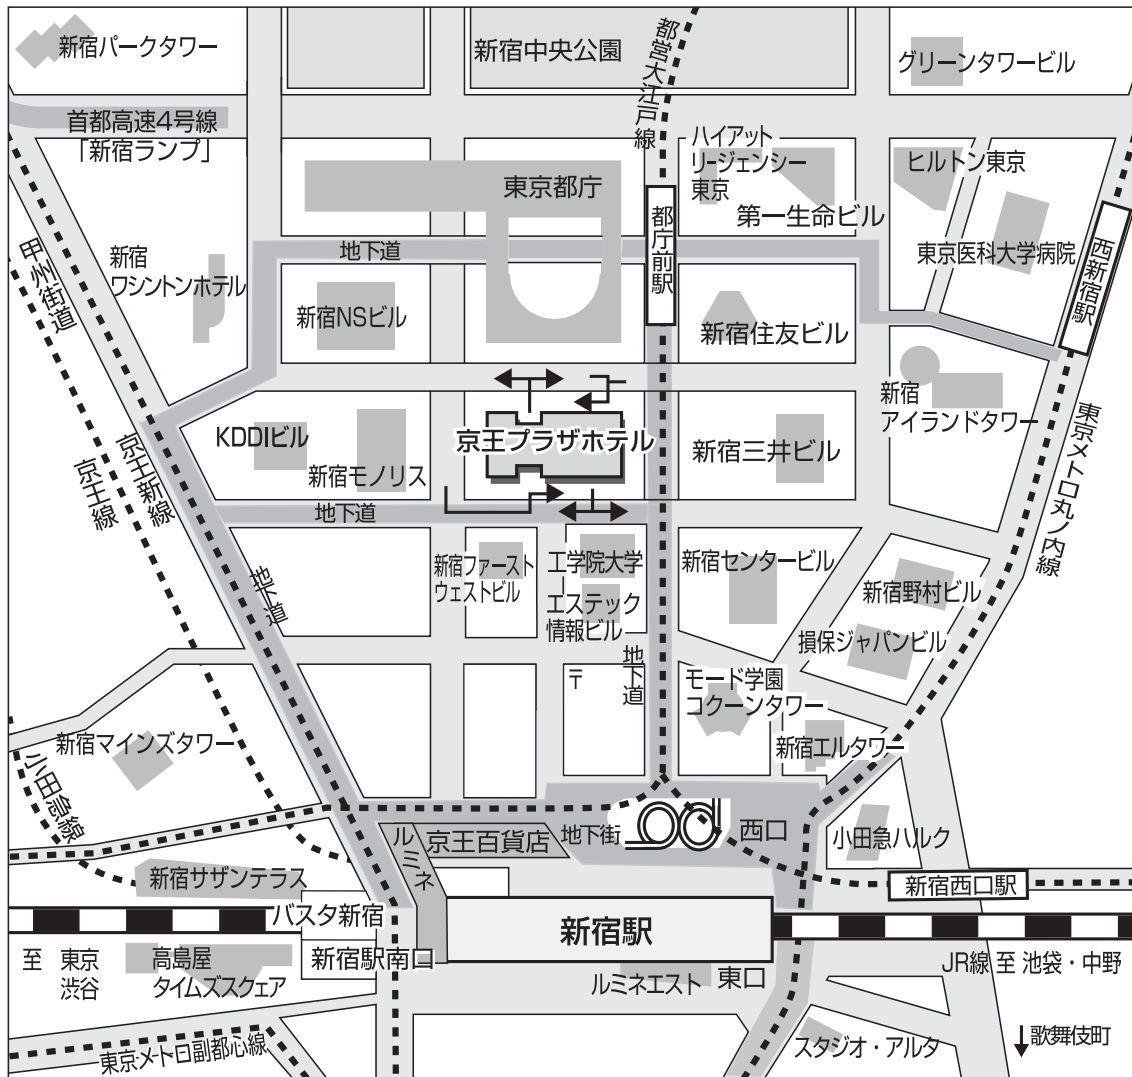 新宿パークタワー
新宿中央公園
都営大江戸線
グリーンタワービル
首都高速4号線
「新宿ランプ」
ハイアット
リージェンシー
東京
ヒルトン東京
東京都庁
第一生命ビル
都庁前駅
東京医科大学病院
西新宿駅
甲州街道
新宿
ワシントンホテル
地下道
新宿NSビル
新宿住友ビル
新宿
アイランドタワー
東京メトロ丸ノ内線
KDDIビル
新宿モノリス
京王プラザホテル
新宿三井ビル
京王線
京王新線
地下道
地下道
新宿ファースト
ウェストビル
工学院大学
エステック
情報ビル
新宿センタービル
新宿野村ビル
損保ジャパンビル
地下道
〒
モード学園
コクーンタワー
新宿エルタワー
新宿マインズタワー
小田急線
ルミネ
京王百貨店
地下街
西口
小田急ハルク
新宿サザンテラス
新宿西口駅
バスタ新宿
新宿駅
新宿駅南口
至 東京
渋谷
高島屋
タイムズスクェア
ルミネエスト
東口
JR線 至 池袋・中野
東京メトロ副都心線
スタジオ・アルタ
↓歌舞伎町